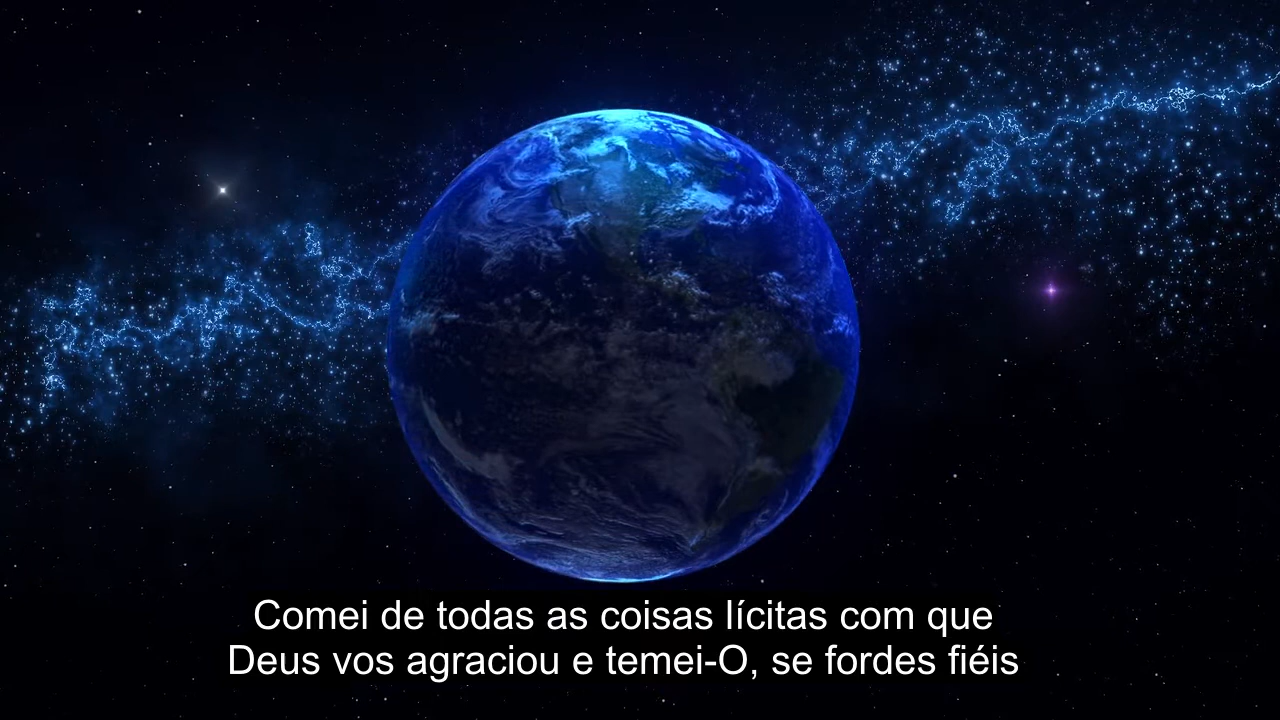 Comei de todas as coisas lícitas com que
Deus vos agraciou e temei-O, se fordes fiéis